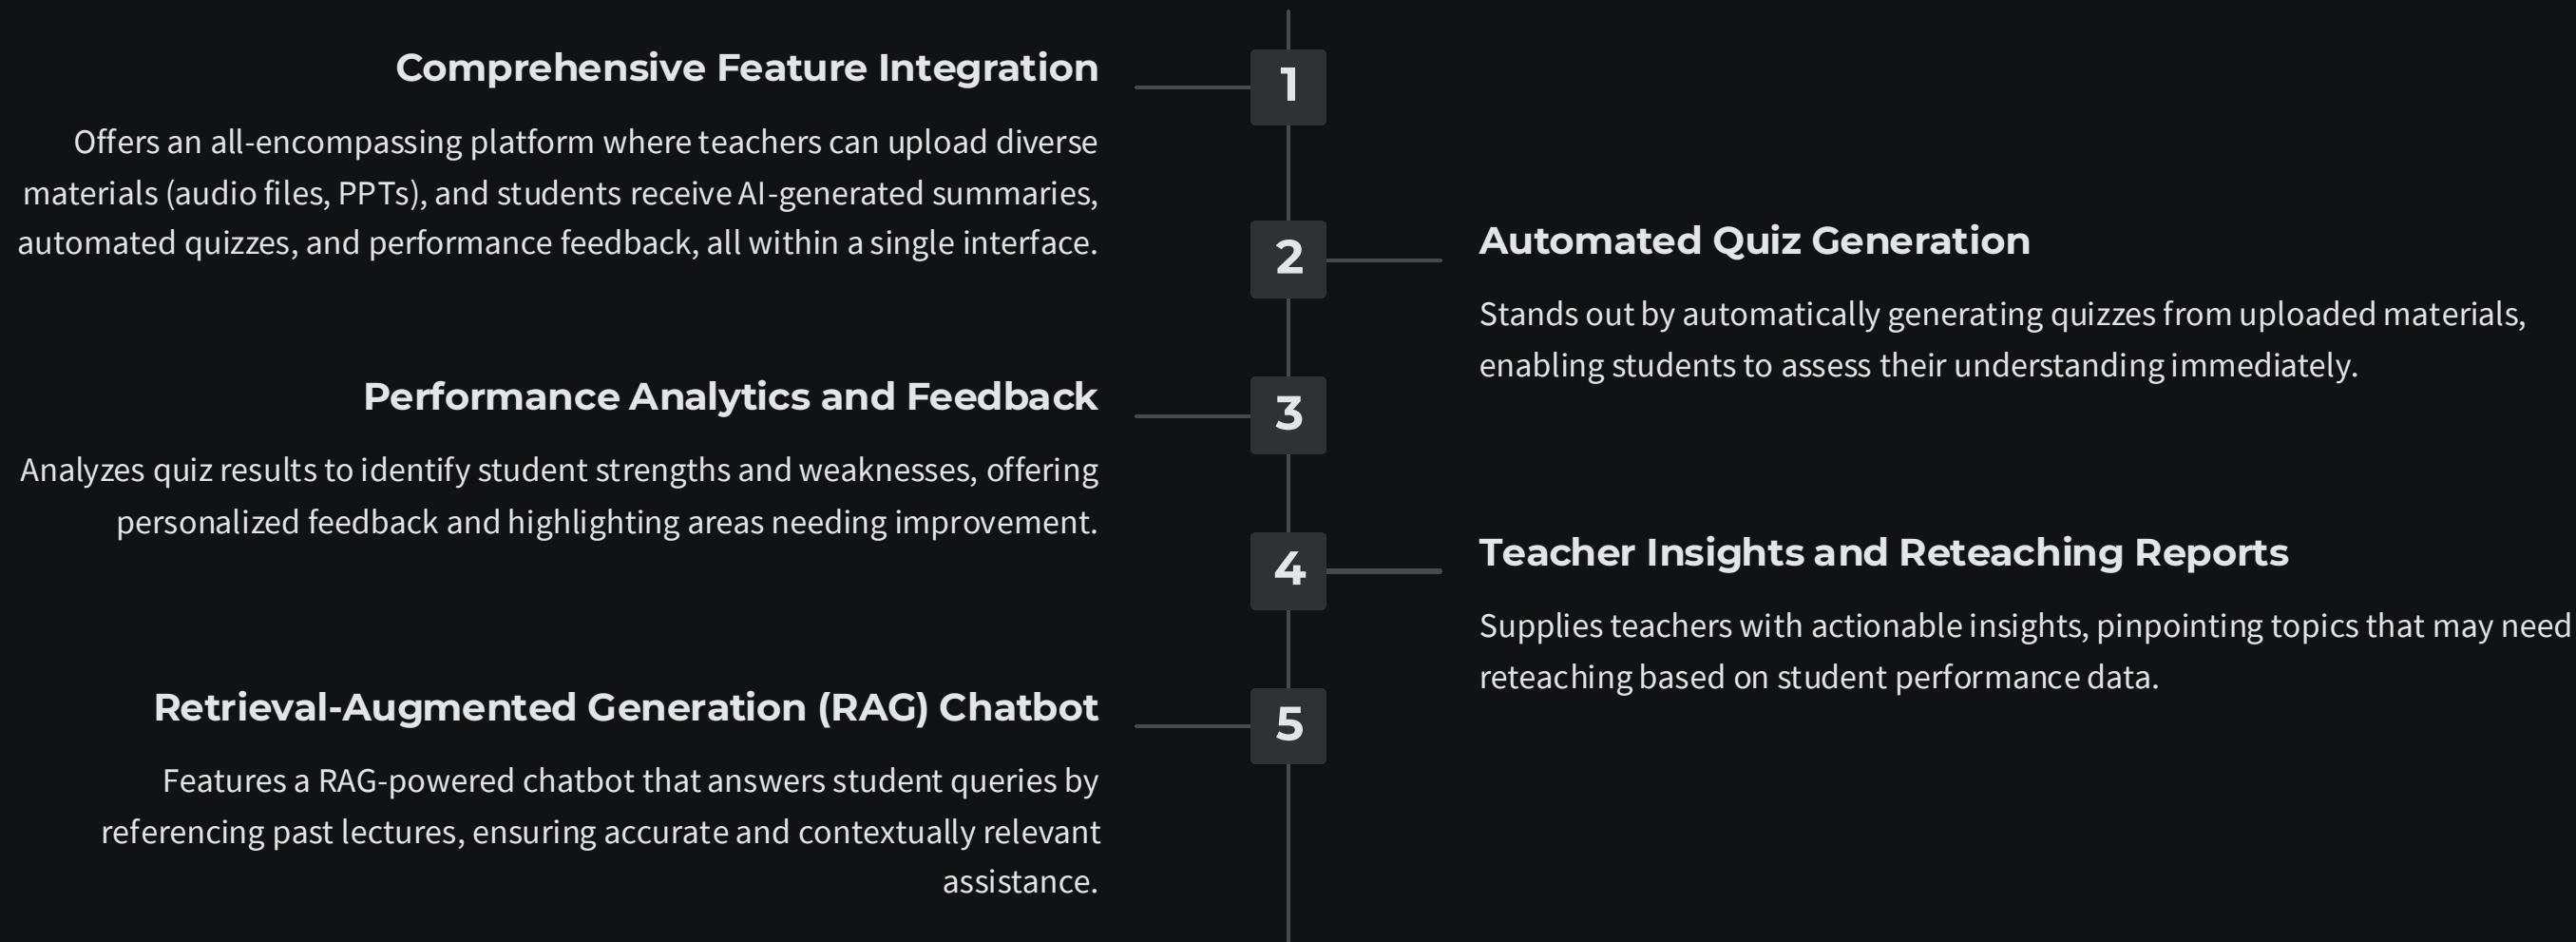 Comprehensive Feature Integration
1
Offers an all-encompassing platform where teachers can upload diverse
materials (audio files, PPTs), and students receive AI-generated summaries,
automated quizzes, and performance feedback, all within a single interface.
2
Automated Quiz Generation
Stands out by automatically generating quizzes from uploaded materials,
enabling students to assess their understanding immediately.
Performance Analytics and Feedback
3
Analyzes quiz results to identify student strengths and weaknesses, offering
personalized feedback and highlighting areas needing improvement.
4
Teacher Insights and Reteaching Reports
Supplies teachers with actionable insights, pinpointing topics that may need
reteaching based on student performance data.
Retrieval-Augmented Generation (RAG) Chatbot
5
Features a RAG-powered chatbot that answers student queries by
referencing past lectures, ensuring accurate and contextually relevant
assistance.